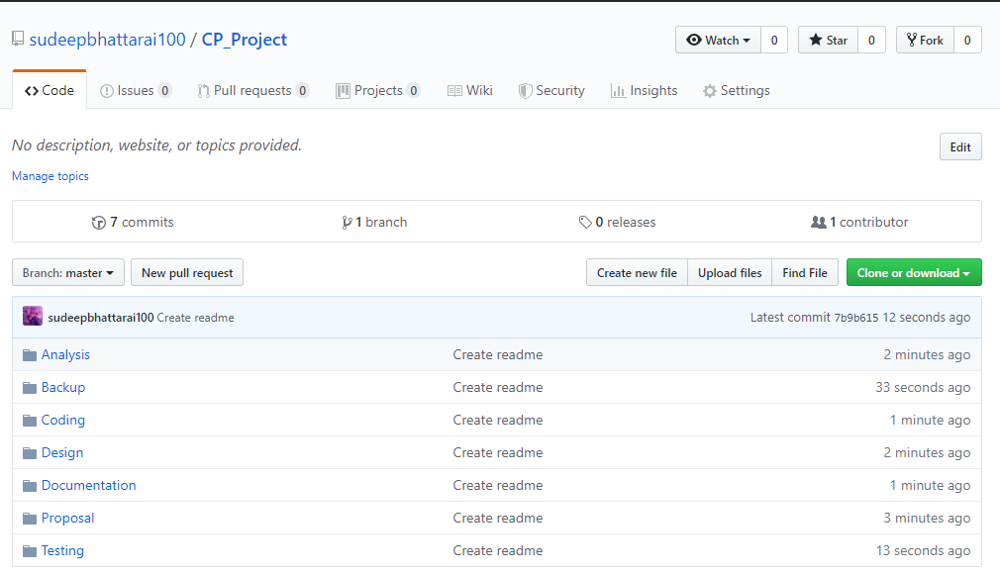 sudeepbhattarai100 / CP_Project
Watch 0 Star 0 Fork 0
Code Issues 0 Pull requests 0 Projects 0 Wiki Security Insights Settings
No description, website, or topics provided. Edit
Manage topics
7 commits 1 branch 0 releases 1 contributor
Branch: master New pull request Create new file Upload files Find File Clone or download
sudeepbhattarai100 Create readme Latest commit 7b9b615 12 seconds ago
Analysis Create readme 2 minutes ago
Backup Create readme 33 seconds ago
Coding Create readme 1 minute ago
Design Create readme 2 minutes ago
Documentation Create readme 1 minute ago
Proposal Create readme 3 minutes ago
Testing Create readme 13 seconds ago